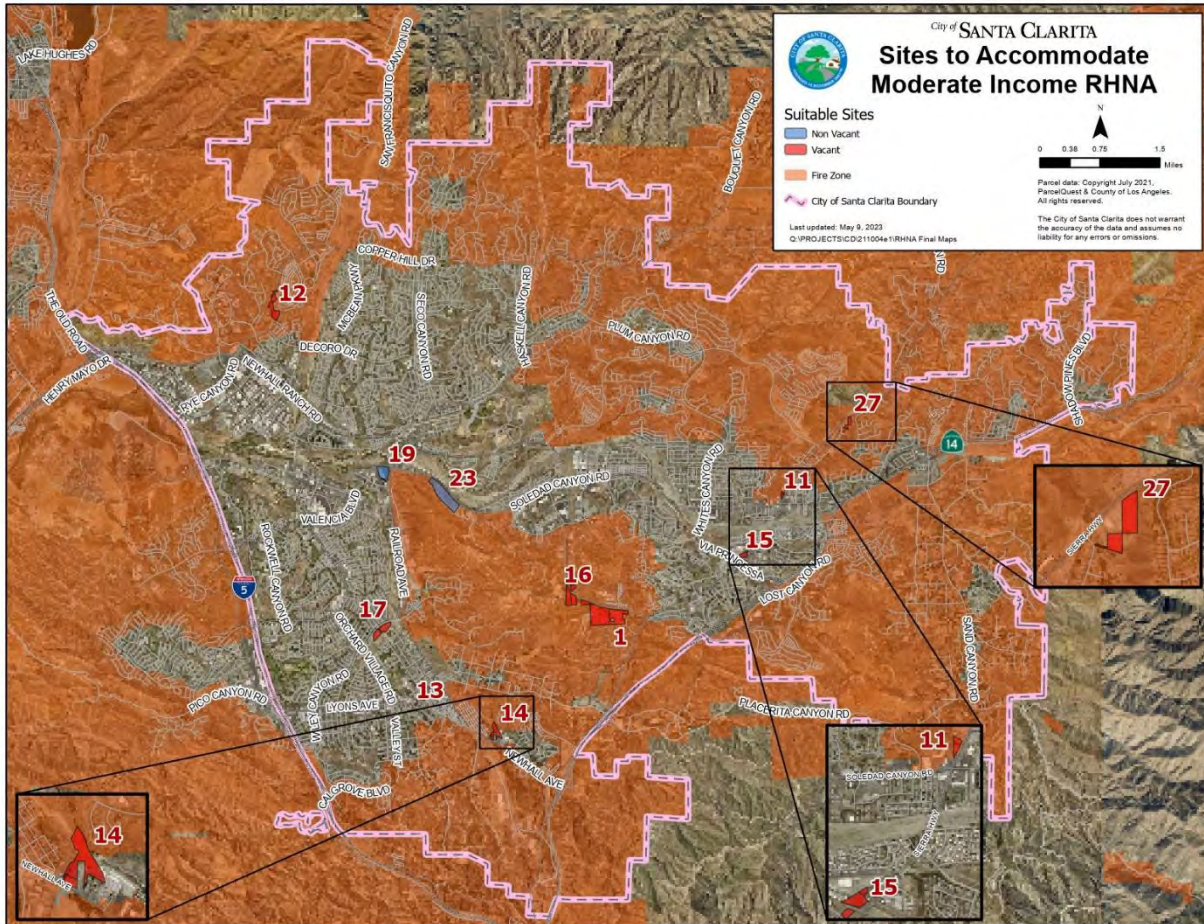 City of SANTA CLARITA
Sites to Accommodate
Moderate Income RHNA
Suitable Sites
Non Vacant
Vacant
Fire Zone
City of Santa Clarita Boundary
Last updated: May 9, 2023
Q:\PROJECTS\CD\211004e1\RHNA Final Maps
N
0 0.38 0.75 1.5
Miles
Parcel data: Copyright July 2021,
ParcelQuest & County of Los Angeles.
All rights reserved.
The City of Santa Clarita does not warrant
the accuracy of the data and assumes no
liability for any errors or omissions.
LAKE HUGHES RD
SAN FRANCISQUITO CANYON RD
BOUQUET CANYON RD
COPPER HILL DR
12
MCBEAN PKWY
SECO CANYON RD
HASKELL CANYON RD
THE OLD ROAD
DECORO DR
PLUM CANYON RD
HENRY MAYO DR
RYE CANYON RD
NEWHALL RANCH RD
SHADOW PINES BLVD
27
14
19
23
SOLEDAD CANYON RD
WHITES CANYON RD
11
27
SIERRA HWY
VALENCIA BLVD
15
VIA PRINCESSA
LOST CANYON RD
ROCKWELL CANYON RD
RAILROAD AVE
5
16
1
17
ORCHARD VILLAGE RD
SAND CANYON RD
PICO CANYON RD
WILEY CANYON RD
LYONS AVE
13
VALLEY ST
14
NEWHALL AVE
PLACERITA CANYON RD
CALGROVE BLVD
11
SOLEDAD CANYON RD
SIERRA HWY
15
14
NEWHALL AVE